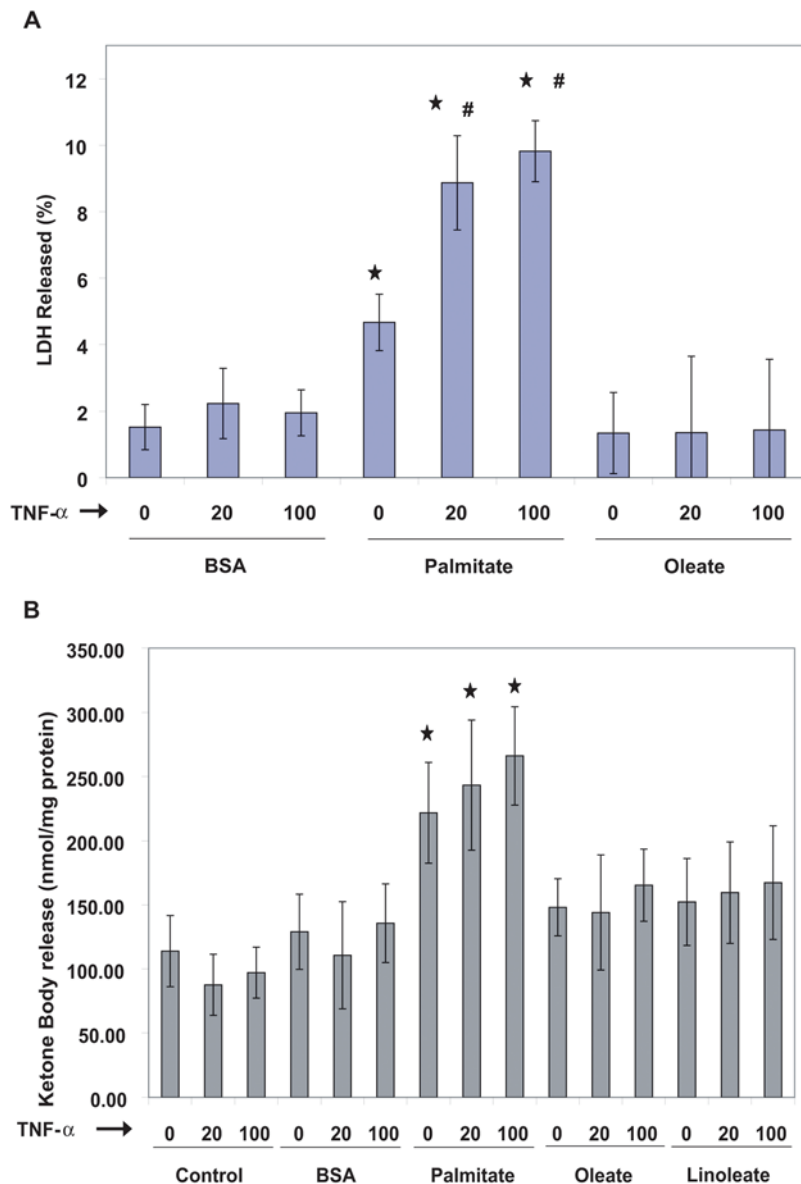 A
12
★ #
★ #
10
8
6
★
4
2
0
LDH Released (%)
TNF-α → 0 20 100 0 20 100 0 20 100
BSA Palmitate Oleate
B
350.00
300.00
★ ★ ★
250.00
200.00
150.00
100.00
50.00
0.00
Ketone Body release (nmol/mg protein)
TNF-α → 0 20 100 0 20 100 0 20 100 0 20 100 0 20 100
Control BSA Palmitate Oleate Linoleate